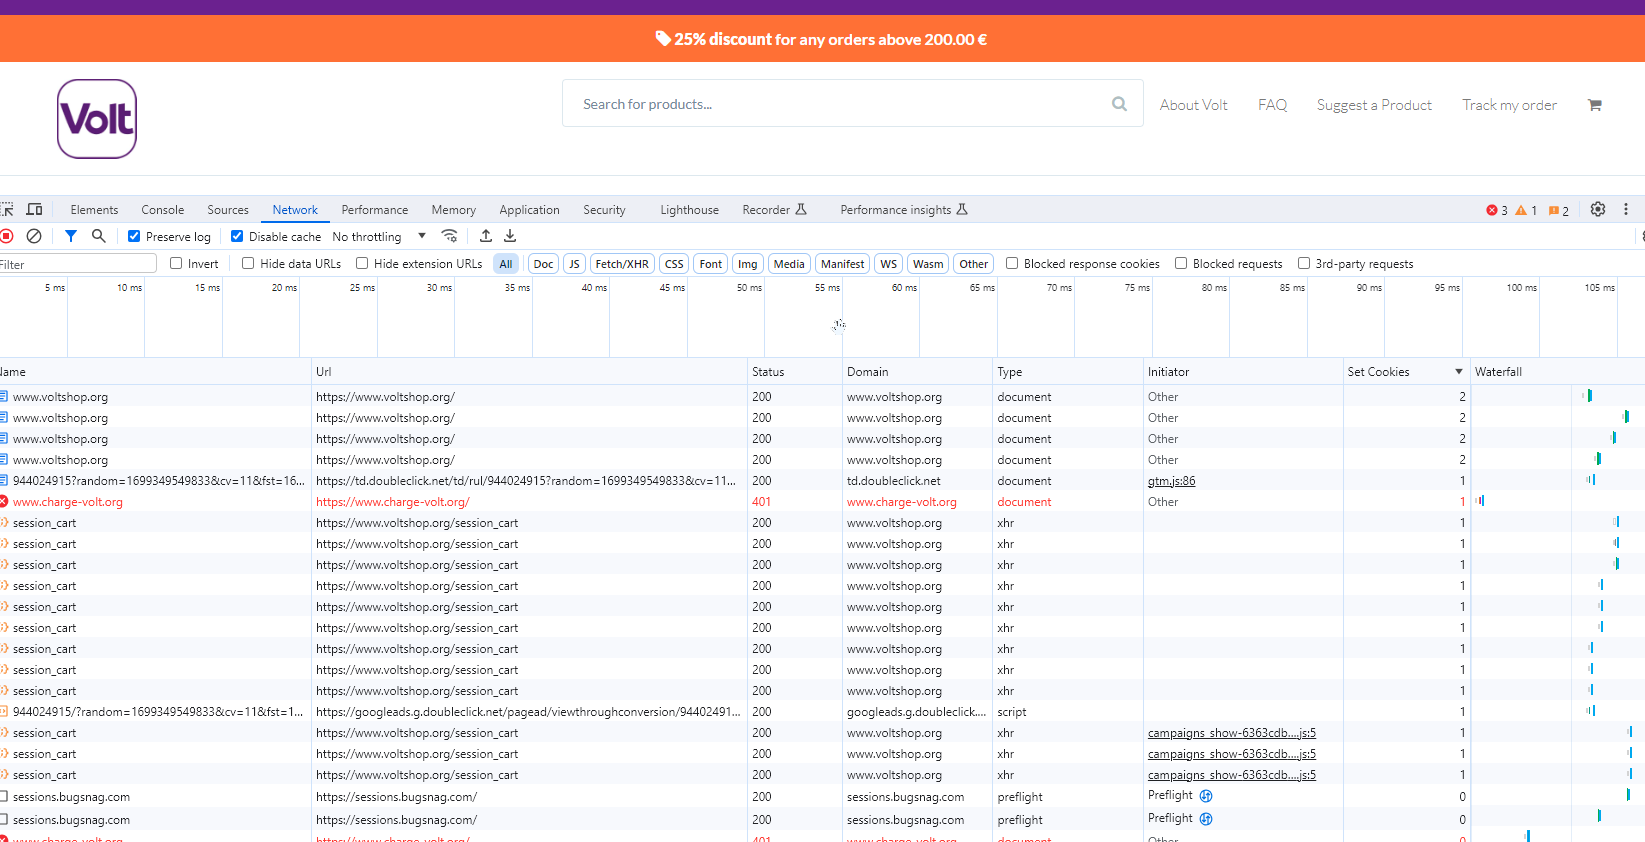 25% discount for any orders above 200.00 €
Volt
Search for products...
About Volt FAQ Suggest a Product Track my order
Elements Console Sources Network Performance Memory Application Security Lighthouse Recorder Performance insights 3 1 2
Preserve log Disable cache No throttling
Filter Invert Hide data URLs Hide extension URLs All Doc JS Fetch/XHR CSS Font Img Media Manifest WS Wasm Other Blocked response cookies Blocked requests 3rd-party requests
5 ms 10 ms 15 ms 20 ms 25 ms 30 ms 35 ms 40 ms 45 ms 50 ms 55 ms 60 ms 65 ms 70 ms 75 ms 80 ms 85 ms 90 ms 95 ms 100 ms 105 ms
Name Url Status Domain Type Initiator Set Cookies Waterfall
www.voltshop.org https://www.voltshop.org/ 200 www.voltshop.org document Other 2
www.voltshop.org https://www.voltshop.org/ 200 www.voltshop.org document Other 2
www.voltshop.org https://www.voltshop.org/ 200 www.voltshop.org document Other 2
www.voltshop.org https://www.voltshop.org/ 200 www.voltshop.org document Other 2
944024915?random=1699349549833&cv=11&fst=16... https://td.doubleclick.net/td/rul/944024915?random=1699349549833&cv=11... 200 td.doubleclick.net document gtm.js:86 1
www.charge-volt.org https://www.charge-volt.org/ 401 www.charge-volt.org document Other 1
session_cart https://www.voltshop.org/session_cart 200 www.voltshop.org xhr 1
session_cart https://www.voltshop.org/session_cart 200 www.voltshop.org xhr 1
session_cart https://www.voltshop.org/session_cart 200 www.voltshop.org xhr 1
session_cart https://www.voltshop.org/session_cart 200 www.voltshop.org xhr 1
session_cart https://www.voltshop.org/session_cart 200 www.voltshop.org xhr 1
session_cart https://www.voltshop.org/session_cart 200 www.voltshop.org xhr 1
session_cart https://www.voltshop.org/session_cart 200 www.voltshop.org xhr 1
session_cart https://www.voltshop.org/session_cart 200 www.voltshop.org xhr 1
session_cart https://www.voltshop.org/session_cart 200 www.voltshop.org xhr 1
944024915/?random=1699349549833&cv=11&fst=1... https://googleads.g.doubleclick.net/pagead/viewthroughconversion/94402491... 200 googleads.g.doubleclick.... script 1
session_cart https://www.voltshop.org/session_cart 200 www.voltshop.org xhr campaigns_show-6363cdb....js:5 1
session_cart https://www.voltshop.org/session_cart 200 www.voltshop.org xhr campaigns_show-6363cdb....js:5 1
session_cart https://www.voltshop.org/session_cart 200 www.voltshop.org xhr campaigns_show-6363cdb....js:5 1
sessions.bugsnag.com https://sessions.bugsnag.com/ 200 sessions.bugsnag.com preflight Preflight 0
sessions.bugsnag.com https://sessions.bugsnag.com/ 200 sessions.bugsnag.com preflight Preflight 0
www.charge-volt.org https://www.charge-volt.org/ 401 www.charge-volt.org document Other 0